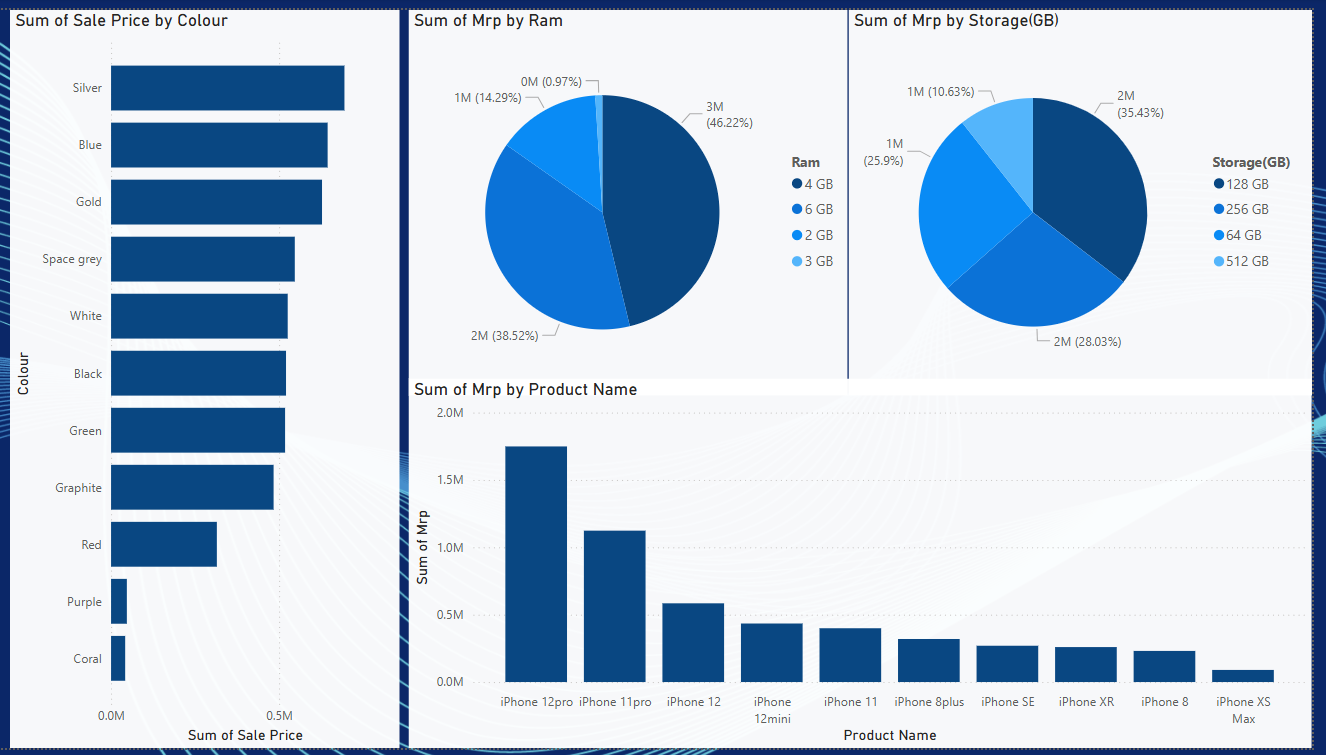 Sum of Sale Price by Colour
Silver
Blue
Gold
Space grey
White
Black
Green
Graphite
Red
Purple
Coral
Colour
0.0M
0.5M
Sum of Sale Price
Sum of Mrp by Ram
0M (0.97%)
1M (14.29%)
3M
(46.22%)
2M (38.52%)
Ram
4 GB
6 GB
2 GB
3 GB
Sum of Mrp by Storage(GB)
1M (10.63%)
2M
(35.43%)
1M
(25.9%)
2M (28.03%)
Storage(GB)
128 GB
256 GB
64 GB
512 GB
Sum of Mrp by Product Name
2.0M
1.5M
1.0M
0.5M
0.0M
Sum of Mrp
iPhone 12pro
iPhone 11pro
iPhone 12
iPhone
12mini
iPhone 11
iPhone 8plus
iPhone SE
iPhone XR
iPhone 8
iPhone XS
Max
Product Name